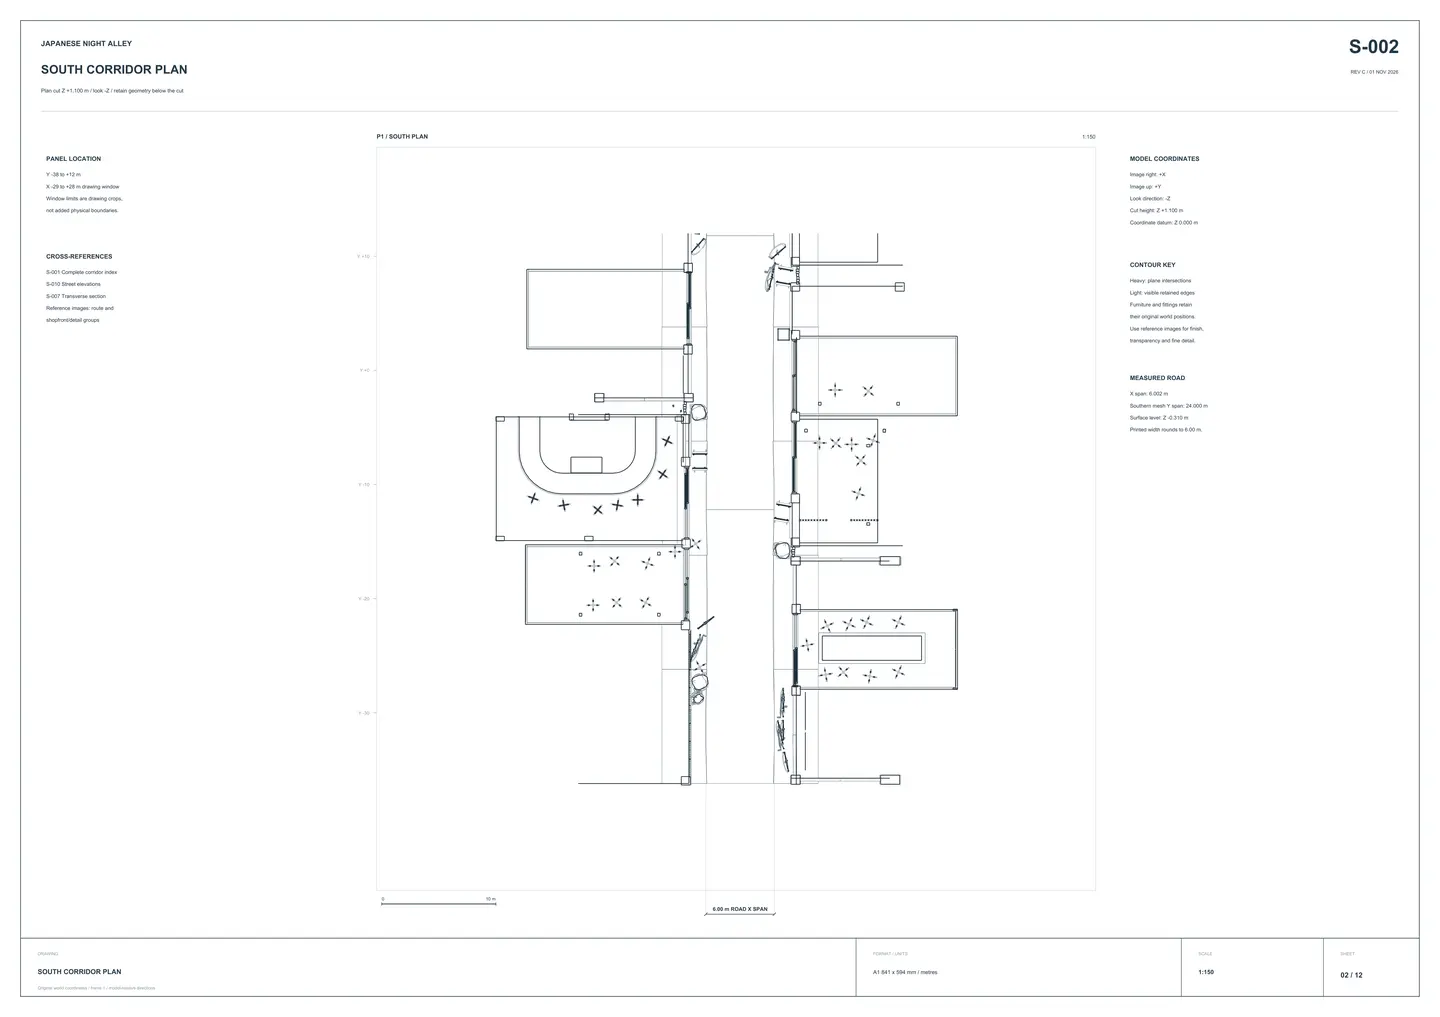 JAPANESE NIGHT ALLEY
SOUTH CORRIDOR PLAN
Plan cut Z +1.100 m / look -Z / retain geometry below the cut
S-002
REV C / 01 NOV 2026
P1 / SOUTH PLAN
1:150
PANEL LOCATION
Y -38 to +12 m
X -29 to +28 m drawing window
Window limits are drawing crops,
not added physical boundaries.
CROSS-REFERENCES
S-001 Complete corridor index
S-010 Street elevations
S-007 Transverse section
Reference images: route and
shopfront/detail groups
MODEL COORDINATES
Image right: +X
Image up: +Y
Look direction: -Z
Cut height: Z +1.100 m
Coordinate datum: Z 0.000 m
CONTOUR KEY
Heavy: plane intersections
Light: visible retained edges
Furniture and fittings retain
their original world positions.
Use reference images for finish,
transparency and fine detail.
MEASURED ROAD
X span: 6.002 m
Southern mesh Y span: 24.000 m
Surface level: Z -0.310 m
Printed width rounds to 6.00 m.
Y +10
Y +0
Y -10
Y -20
Y -30
0
10 m
6.00 m ROAD X SPAN
DRAWING
SOUTH CORRIDOR PLAN
FORMAT / UNITS
A1 841 x 594 mm / metres
SCALE
1:150
SHEET
02 / 12